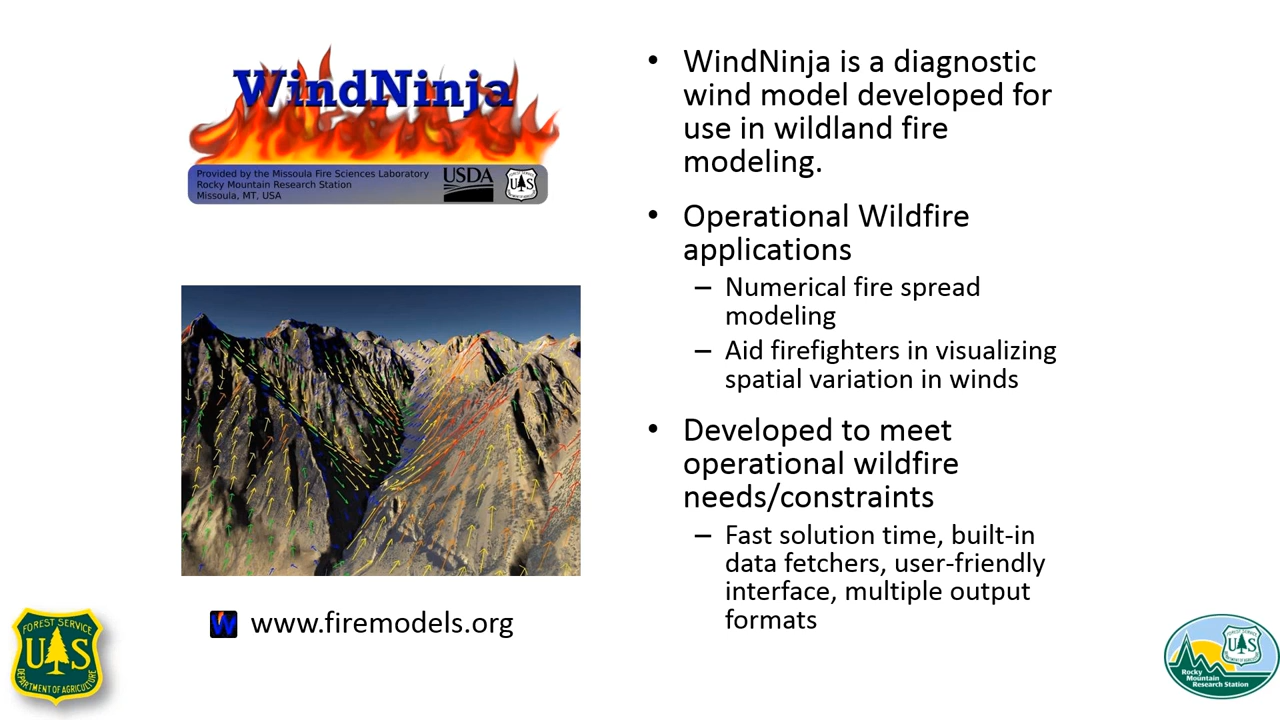 WindNinja
Provided by the Missoula Fire Sciences Laboratory
Rocky Mountain Research Station
Missoula, MT, USA
USDA
www.firemodels.org
• WindNinja is a diagnostic
wind model developed for
use in wildland fire
modeling.
• Operational Wildfire
applications
– Numerical fire spread
modeling
– Aid firefighters in visualizing
spatial variation in winds
• Developed to meet
operational wildfire
needs/constraints
– Fast solution time, built-in
data fetchers, user-friendly
interface, multiple output
formats
FOREST SERVICE
U S
DEPARTMENT OF AGRICULTURE
Rocky
Mountain
Research Station